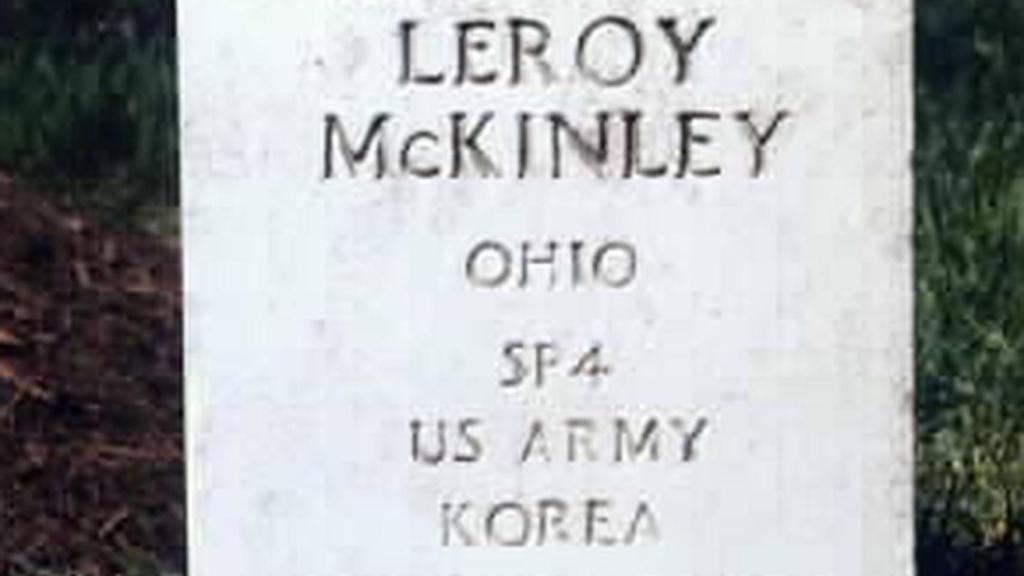 LEROY
McKINLEY
OHIO
SP4
US ARMY
KOREA